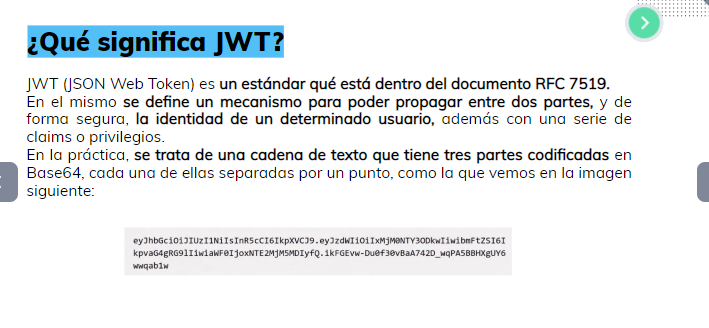 ¿Qué significa JWT?
JWT (JSON Web Token) es un estándar qué está dentro del documento RFC 7519.
En el mismo se define un mecanismo para poder propagar entre dos partes, y de
forma segura, la identidad de un determinado usuario, además con una serie de
claims o privilegios.
En la práctica, se trata de una cadena de texto que tiene tres partes codificadas en
Base64, cada una de ellas separadas por un punto, como la que vemos en la imagen
siguiente:
eyJhbGciOiJIUzI1NiIsInR5cCI6IkpXVCJ9.eyJzdWIiOiIxMjM0NTY3ODkwIiwibmFtZSI6I
kpvaG4gRG9lIiwiaWF0IjoxNTE2MjM5MDIyfQ.ikFGEvw-Du0f30vBaA742D_wqPA5BBHXgUY6
wwqab1w